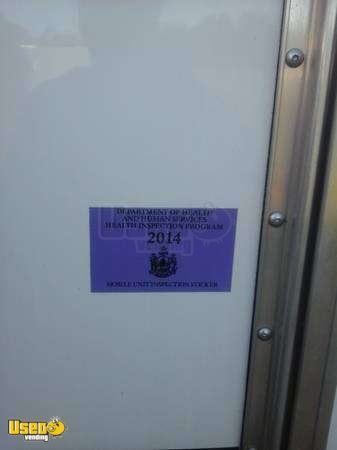 DEPARTMENT OF HEALTH
AND HUMAN SERVICES
HEALTH INSPECTION PROGRAM
2014
MOBILE UNIT INSPECTION STICKER
Used
vending